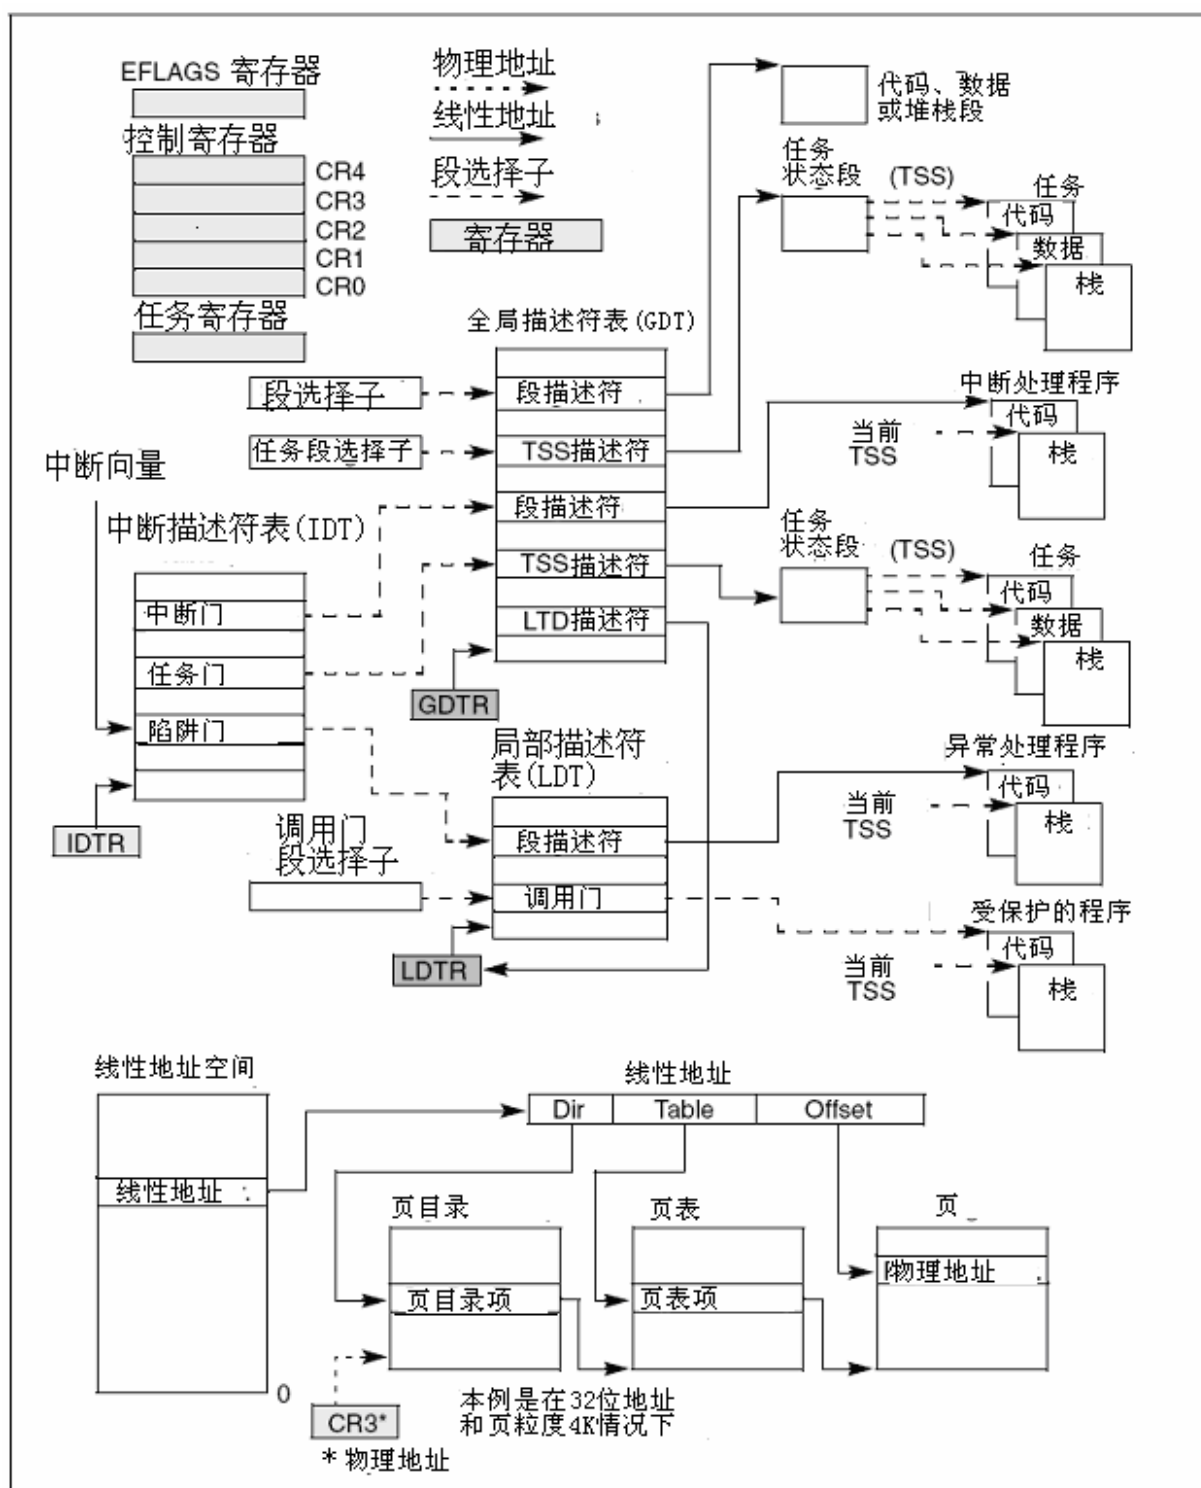 EFLAGS 寄存器
控制寄存器
CR4
CR3
CR2
CR1
CR0
任务寄存器
物理地址
线性地址
段选择子
寄存器
代码、数据
或堆栈段
任务
状态段 (TSS)
任务
代码
数据
栈
全局描述符表(GDT)
段选择子
段描述符
任务段选择子
TSS描述符
段描述符
TSS描述符
LTD描述符
GDTR
中断处理程序
代码
当前
TSS
栈
中断向量
中断描述符表(IDT)
中断门
任务门
陷阱门
IDTR
任务
状态段 (TSS)
任务
代码
数据
栈
局部描述符
表(LDT)
段描述符
调用门
调用门
段选择子
LDTR
异常处理程序
代码
当前
TSS
栈
受保护的程序
代码
当前
TSS
栈
线性地址空间
线性地址
0
线性地址
Dir Table Offset
页目录
页目录项
页表
页表项
页
物理地址
CR3*
* 物理地址
本例是在32位地址
和页粒度4K情况下